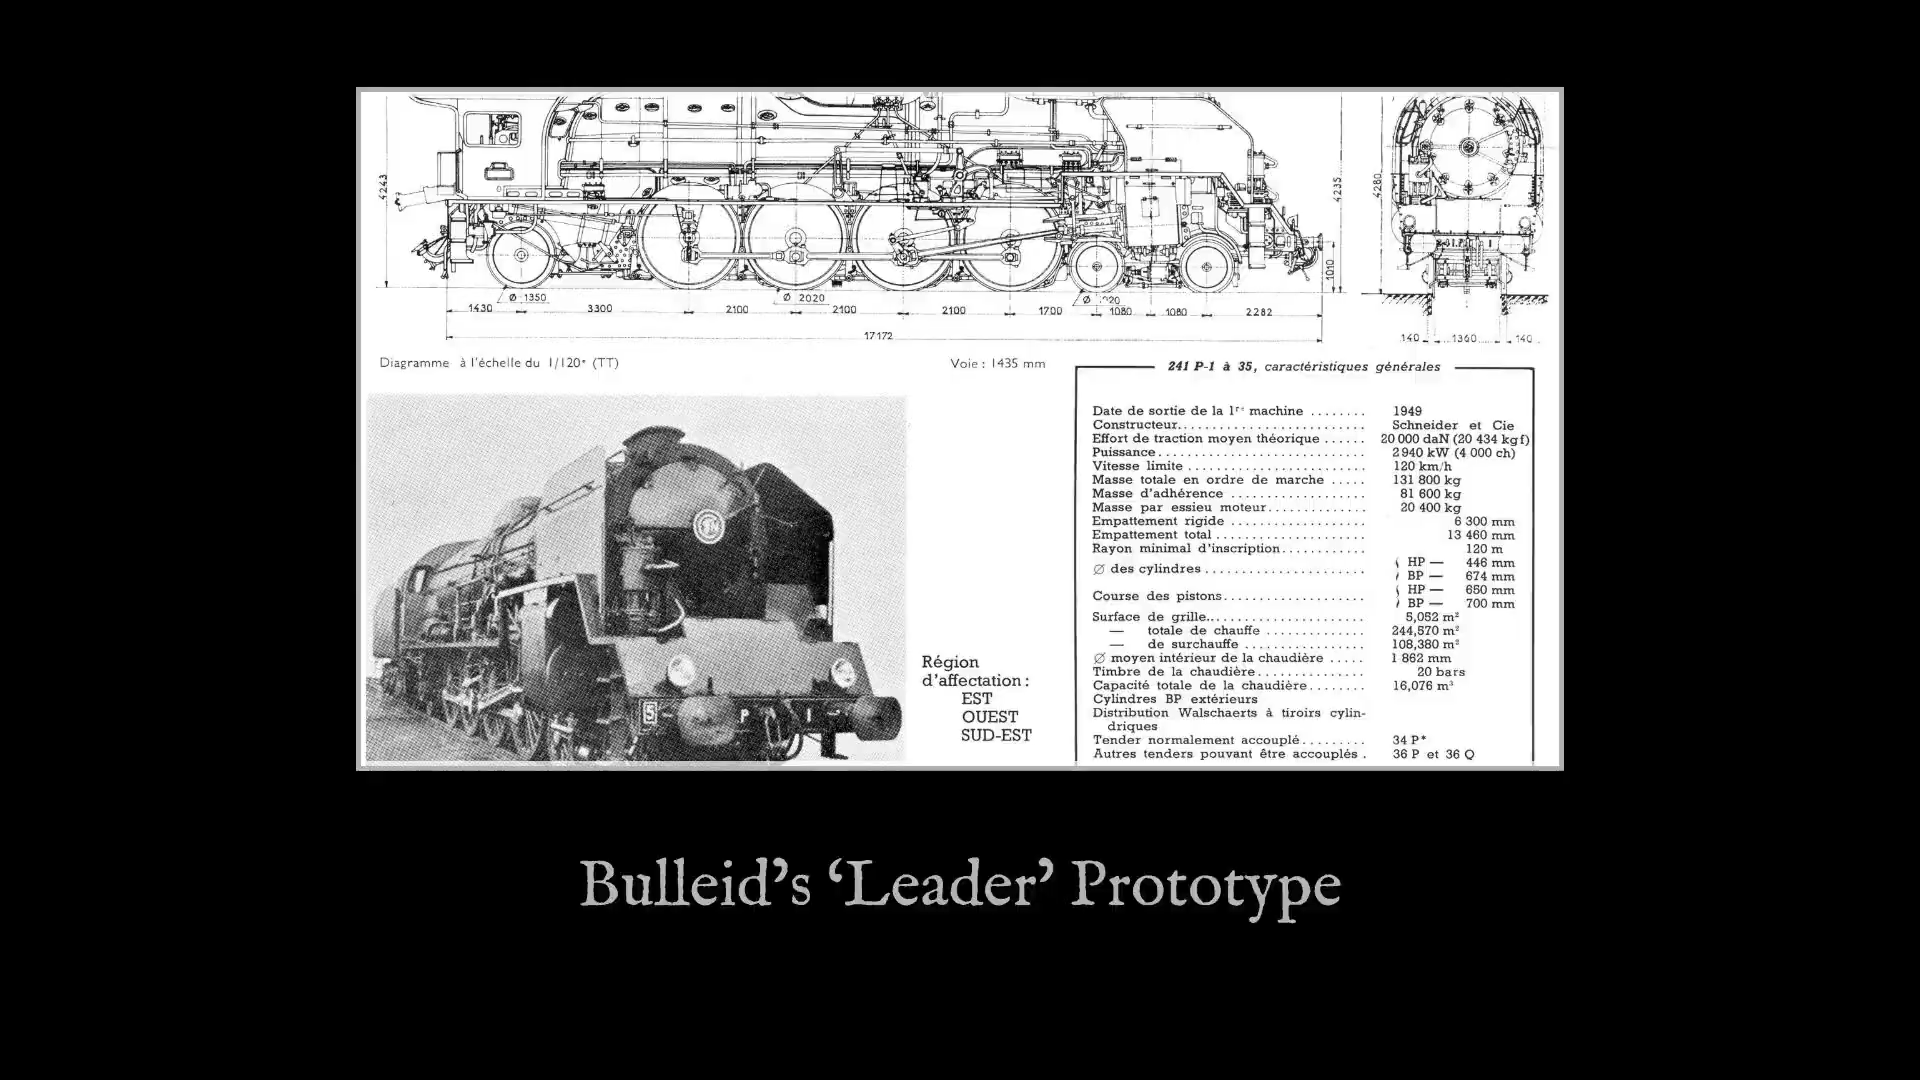 4243
4235
4280
1010
Ø 1350
Ø 2020
Ø
1430
3300
2100
2100
2100
1700
1080
1080
2282
17172
140
1360
140
Diagramme à l'échelle du 1/120ᵉ (TT)
Voie : 1435 mm
241 P-1 à 35, caractéristiques générales
Date de sortie de la 1ʳᵉ machine ........ 1949
Constructeur........................ Schneider et Cie
Effort de traction moyen théorique ...... 20 000 daN (20 434 kgf)
Puissance........................... 2 940 kW (4 000 ch)
Vitesse limite ........................ 120 km/h
Masse totale en ordre de marche ..... 131 800 kg
Masse d'adhérence .................. 81 600 kg
Masse par essieu moteur.............. 20 400 kg
Empattement rigide .................. 6 300 mm
Empattement total .................... 13 460 mm
Rayon minimal d'inscription............ 120 m
Ø des cylindres ...................... HP — 446 mm
BP — 674 mm
Course des pistons.................... HP — 650 mm
BP — 700 mm
Surface de grille...................... 5,052 m²
— totale de chauffe .............. 244,570 m²
— de surchauffe ................. 108,380 m²
Ø moyen intérieur de la chaudière ..... 1 862 mm
Timbre de la chaudière............... 20 bars
Capacité totale de la chaudière........ 16,076 m³
Cylindres BP extérieurs
Distribution Walschaerts à tiroirs cylin-
driques
Tender normalement accouplé......... 34 P*
Autres tenders pouvant être accouplés . 36 P et 36 Q
Région
d'affectation :
EST
OUEST
SUD-EST
5 - P 1
Bulleid's ‘Leader’ Prototype